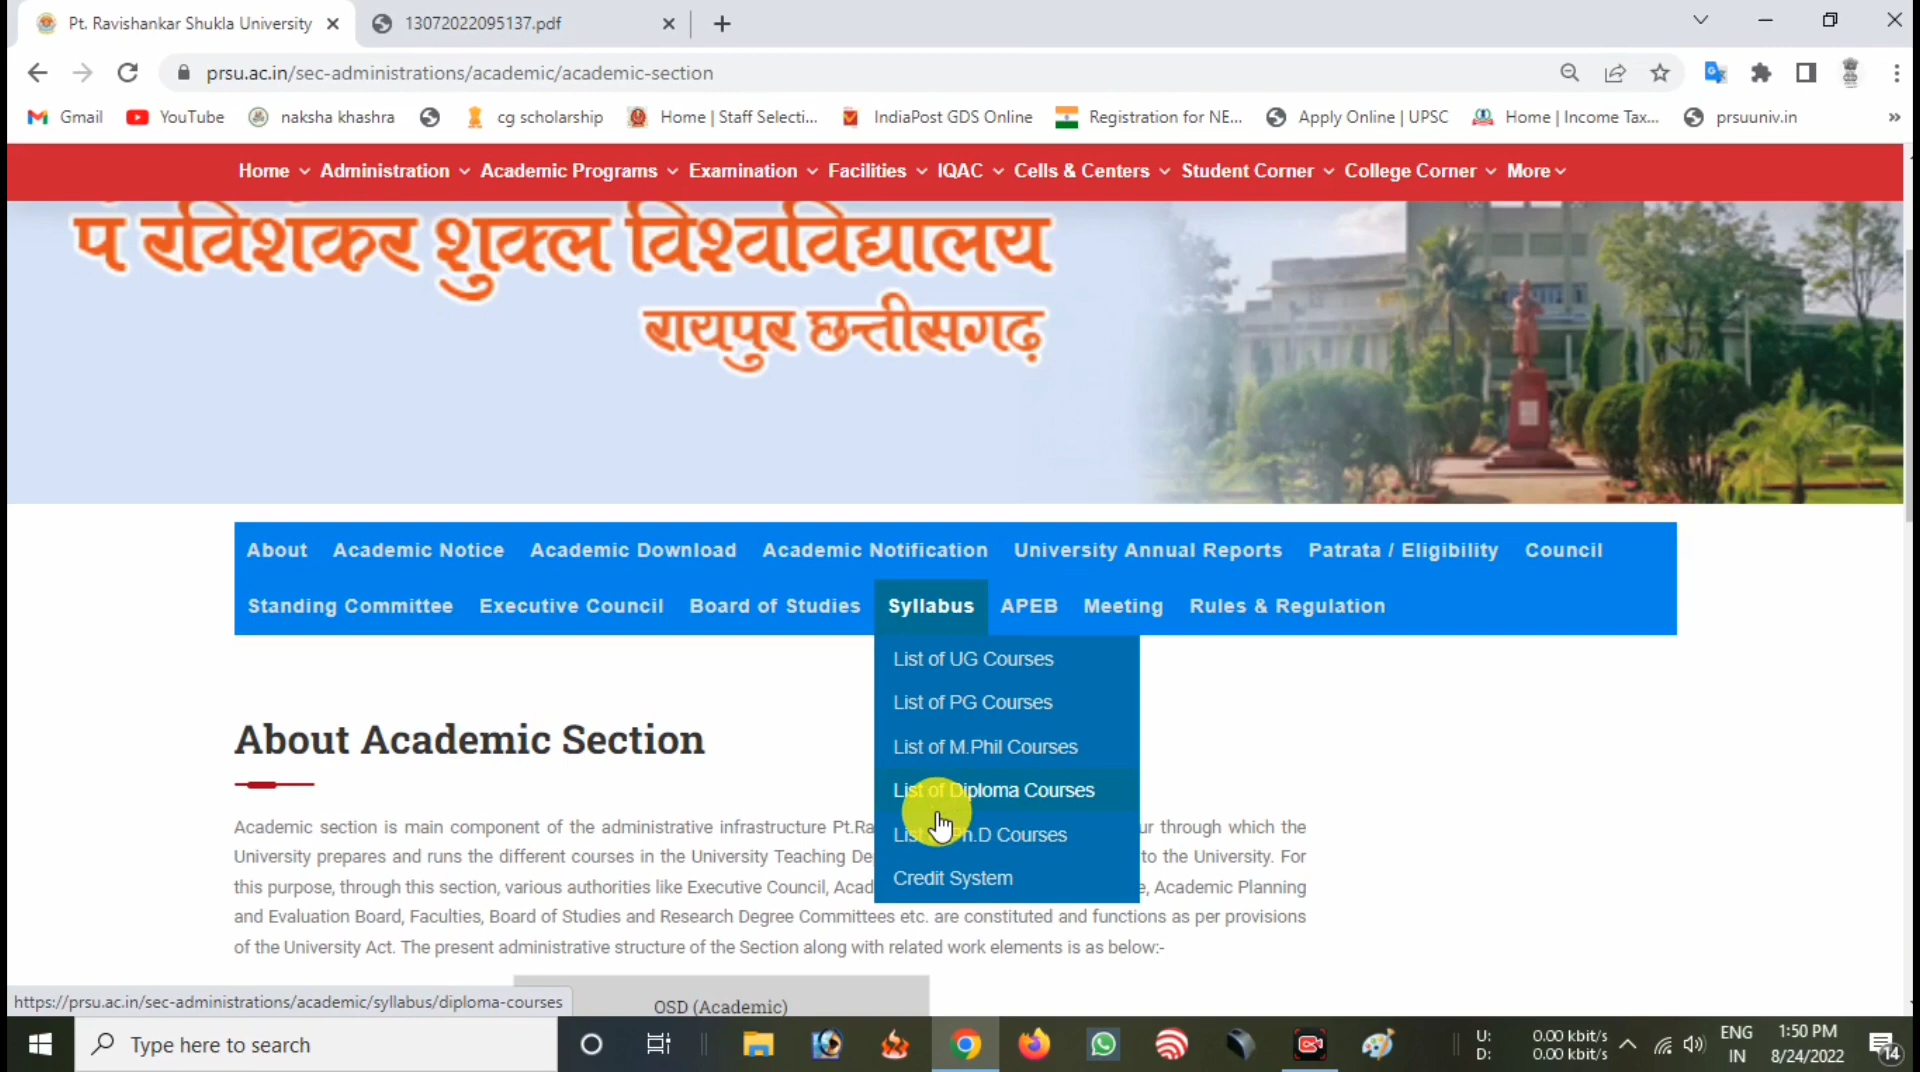 Pt. Ravishankar Shukla University
13072022095137.pdf
prsu.ac.in/sec-administrations/academic/academic-section
Gmail YouTube naksha khashra cg scholarship Home | Staff Selecti... IndiaPost GDS Online Registration for NE... Apply Online | UPSC Home | Income Tax... prsuuniv.in »
Home Administration Academic Programs Examination Facilities IQAC Cells & Centers Student Corner College Corner More
प रविशंकर शुक्ल विश्वविद्यालय
रायपुर छत्तीसगढ़
About Academic Notice Academic Download Academic Notification University Annual Reports Patrata / Eligibility Council
Standing Committee Executive Council Board of Studies Syllabus APEB Meeting Rules & Regulation
List of UG Courses
List of PG Courses
List of M.Phil Courses
List of Diploma Courses
List Ph.D Courses
Credit System
About Academic Section
Academic section is main component of the administrative infrastructure Pt.Ra ur through which the
University prepares and runs the different courses in the University Teaching De to the University. For
this purpose, through this section, various authorities like Executive Council, Acad e, Academic Planning
and Evaluation Board, Faculties, Board of Studies and Research Degree Committees etc. are constituted and functions as per provisions
of the University Act. The present administrative structure of the Section along with related work elements is as below:-
OSD (Academic)
https://prsu.ac.in/sec-administrations/academic/syllabus/diploma-courses
Type here to search
U: 0.00 kbit/s
D: 0.00 kbit/s
ENG
IN
1:50 PM
8/24/2022
14